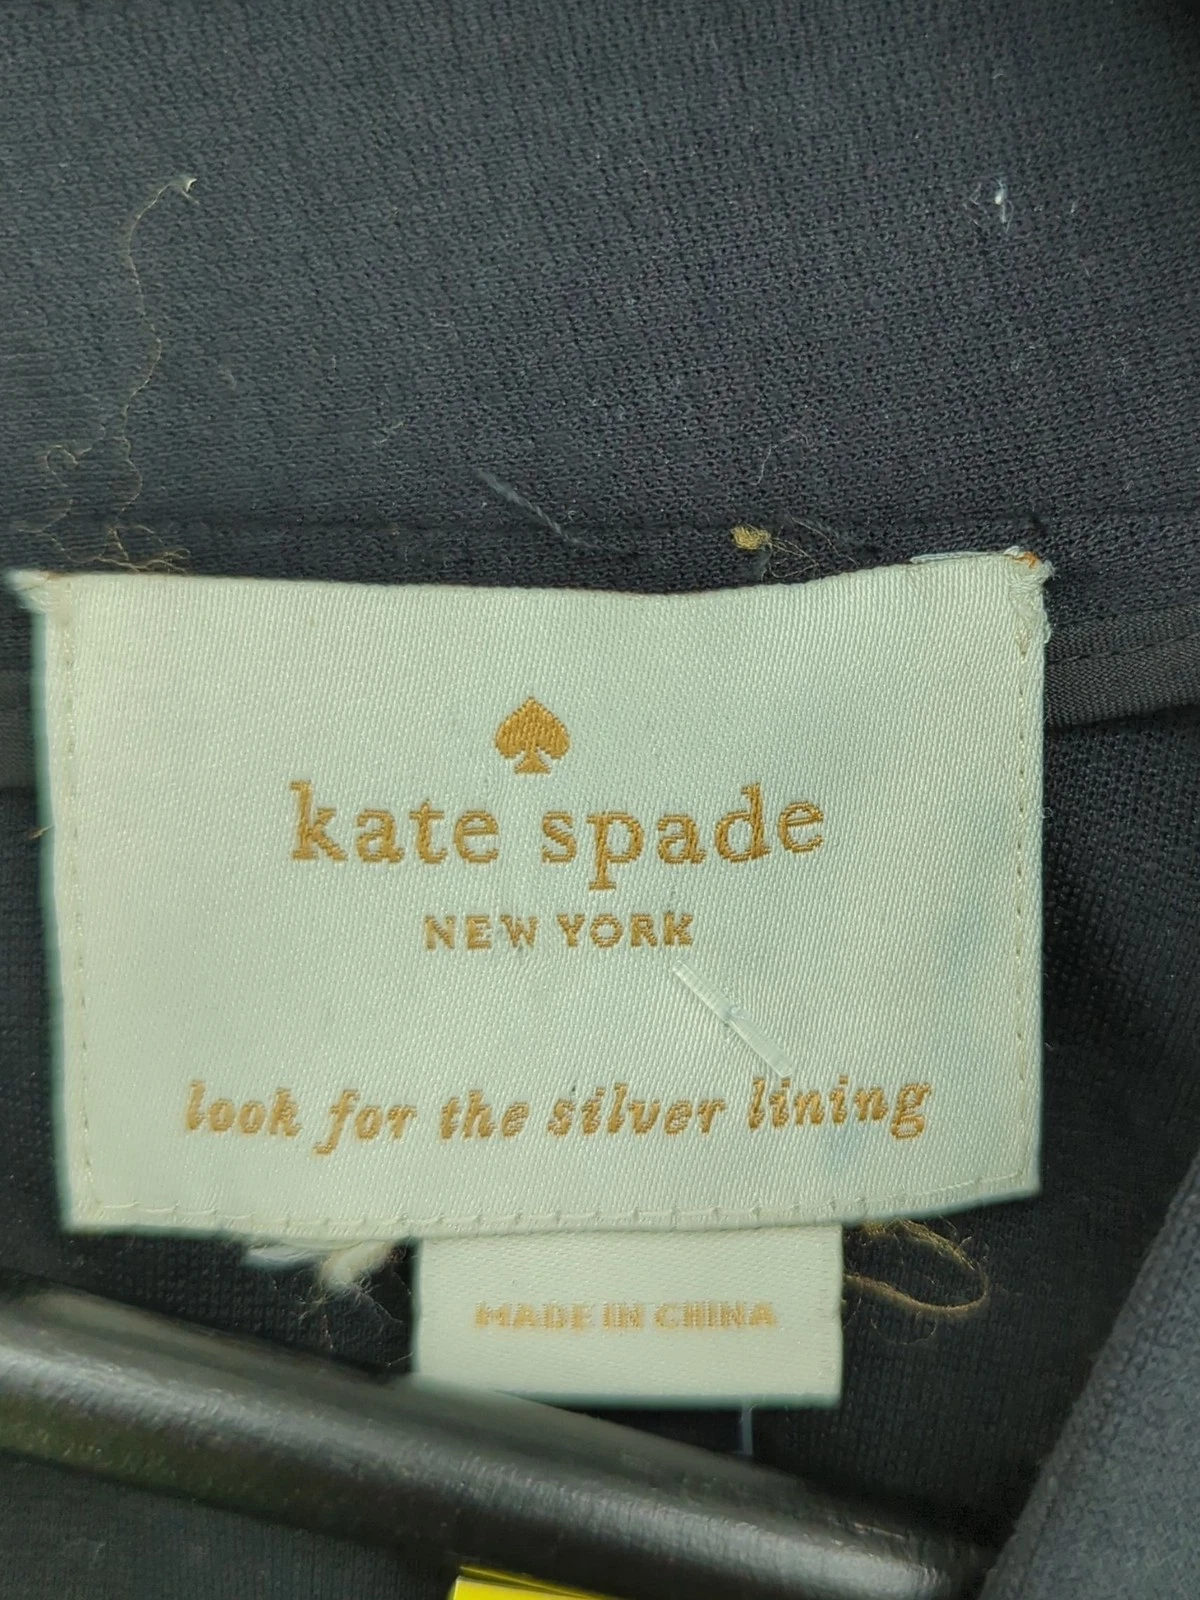 kate spade
NEW YORK
look for the silver lining
MADE IN CHINA